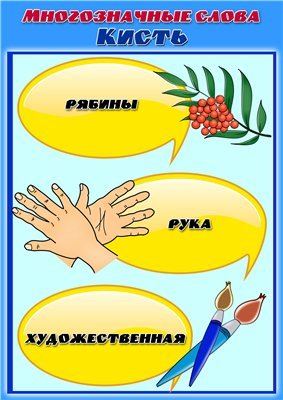 Многозначные слова
Кисть
рябины
рука
художественная